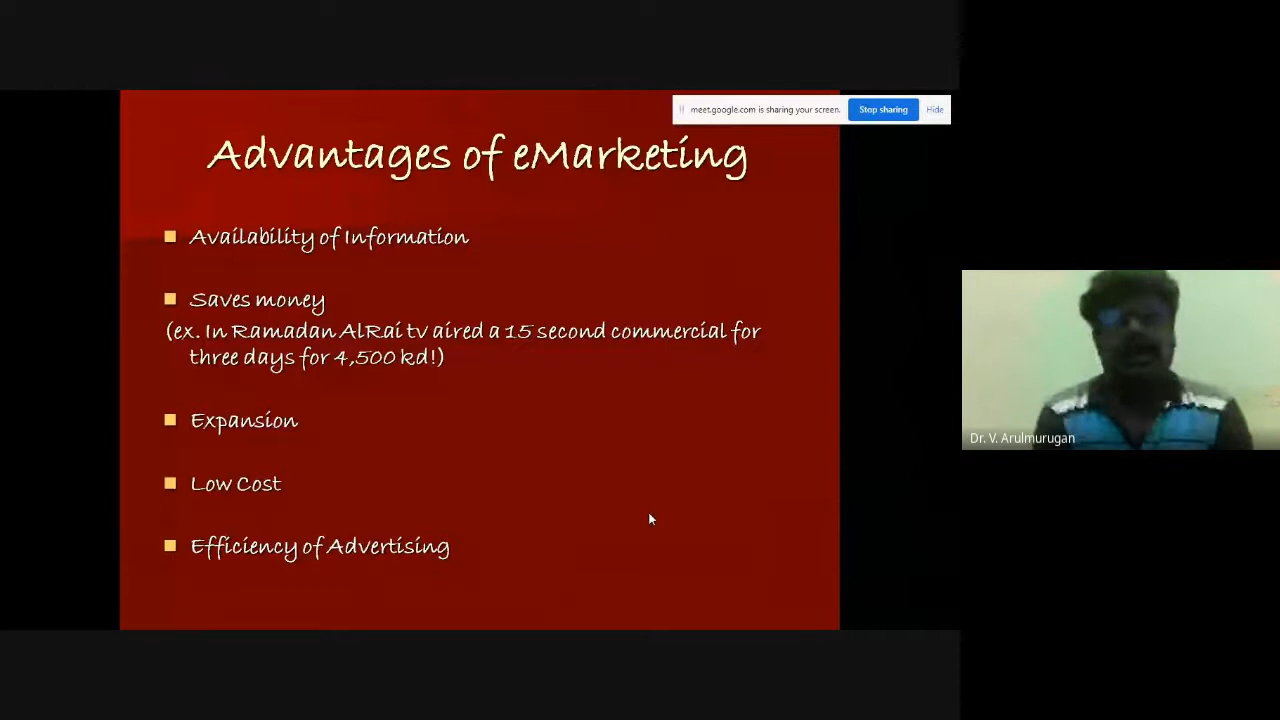 meet.google.com is sharing your screen.
Stop sharing
Hide
Advantages of eMarketing
Availability of Information
Saves money
(ex. In Ramadan AlRai tv aired a 15 second commercial for
three days for 4,500 kd!)
Expansion
Low Cost
Efficiency of Advertising
Dr. V. Arulmurugan